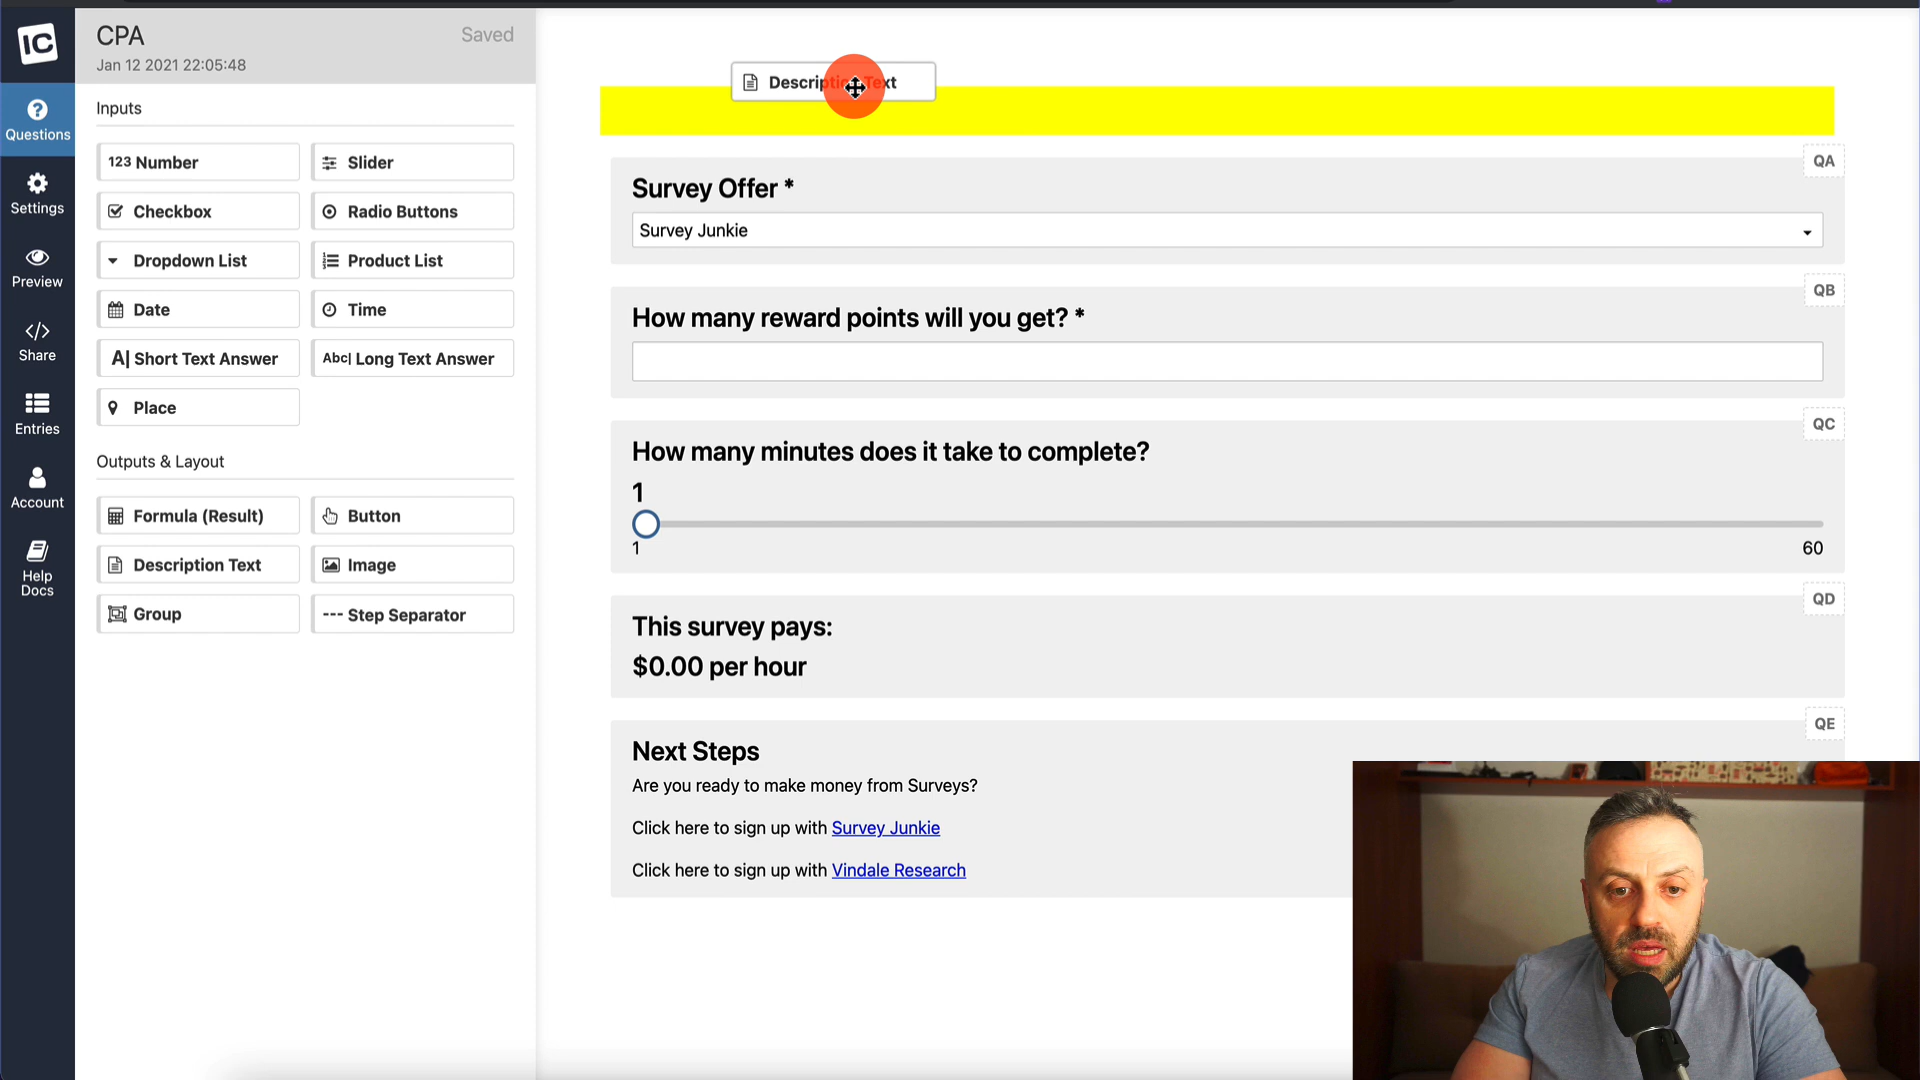 IC
CPA
Saved
Jan 12 2021 22:05:48
Questions
Settings
Preview
Share
Entries
Account
Help
Docs
Inputs
123 Number
Slider
Checkbox
Radio Buttons
Dropdown List
Product List
Date
Time
A| Short Text Answer
Abc| Long Text Answer
Place
Outputs & Layout
Formula (Result)
Button
Description Text
Image
Group
--- Step Separator
Description Text
QA
Survey Offer *
Survey Junkie
QB
How many reward points will you get? *
QC
How many minutes does it take to complete?
1
1
60
QD
This survey pays:
$0.00 per hour
QE
Next Steps
Are you ready to make money from Surveys?
Click here to sign up with Survey Junkie
Click here to sign up with Vindale Research